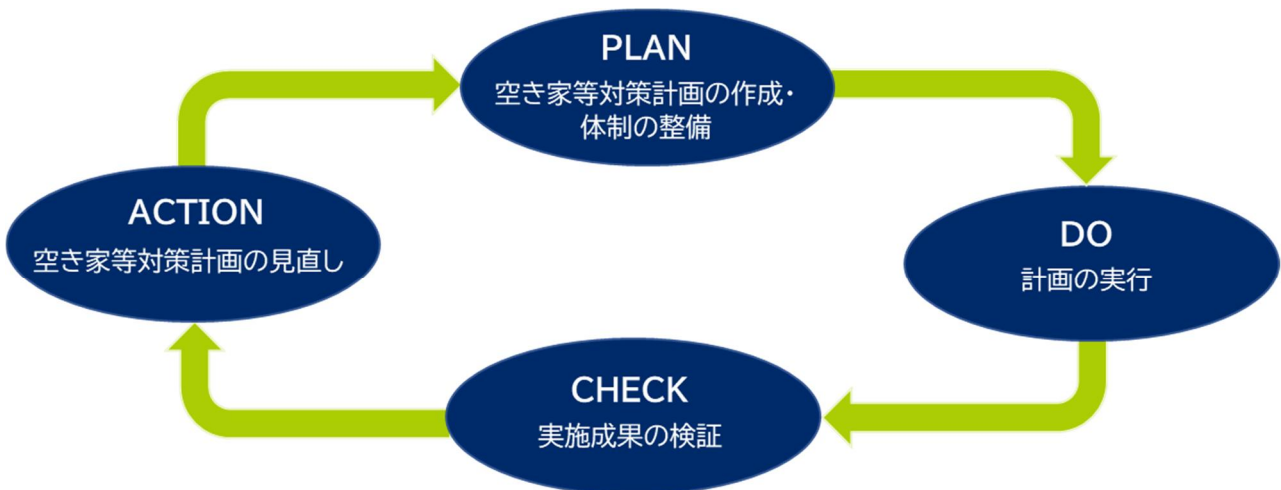 PLAN
空き家等対策計画の作成・
体制の整備
ACTION
空き家等対策計画の見直し
DO
計画の実行
CHECK
実施成果の検証